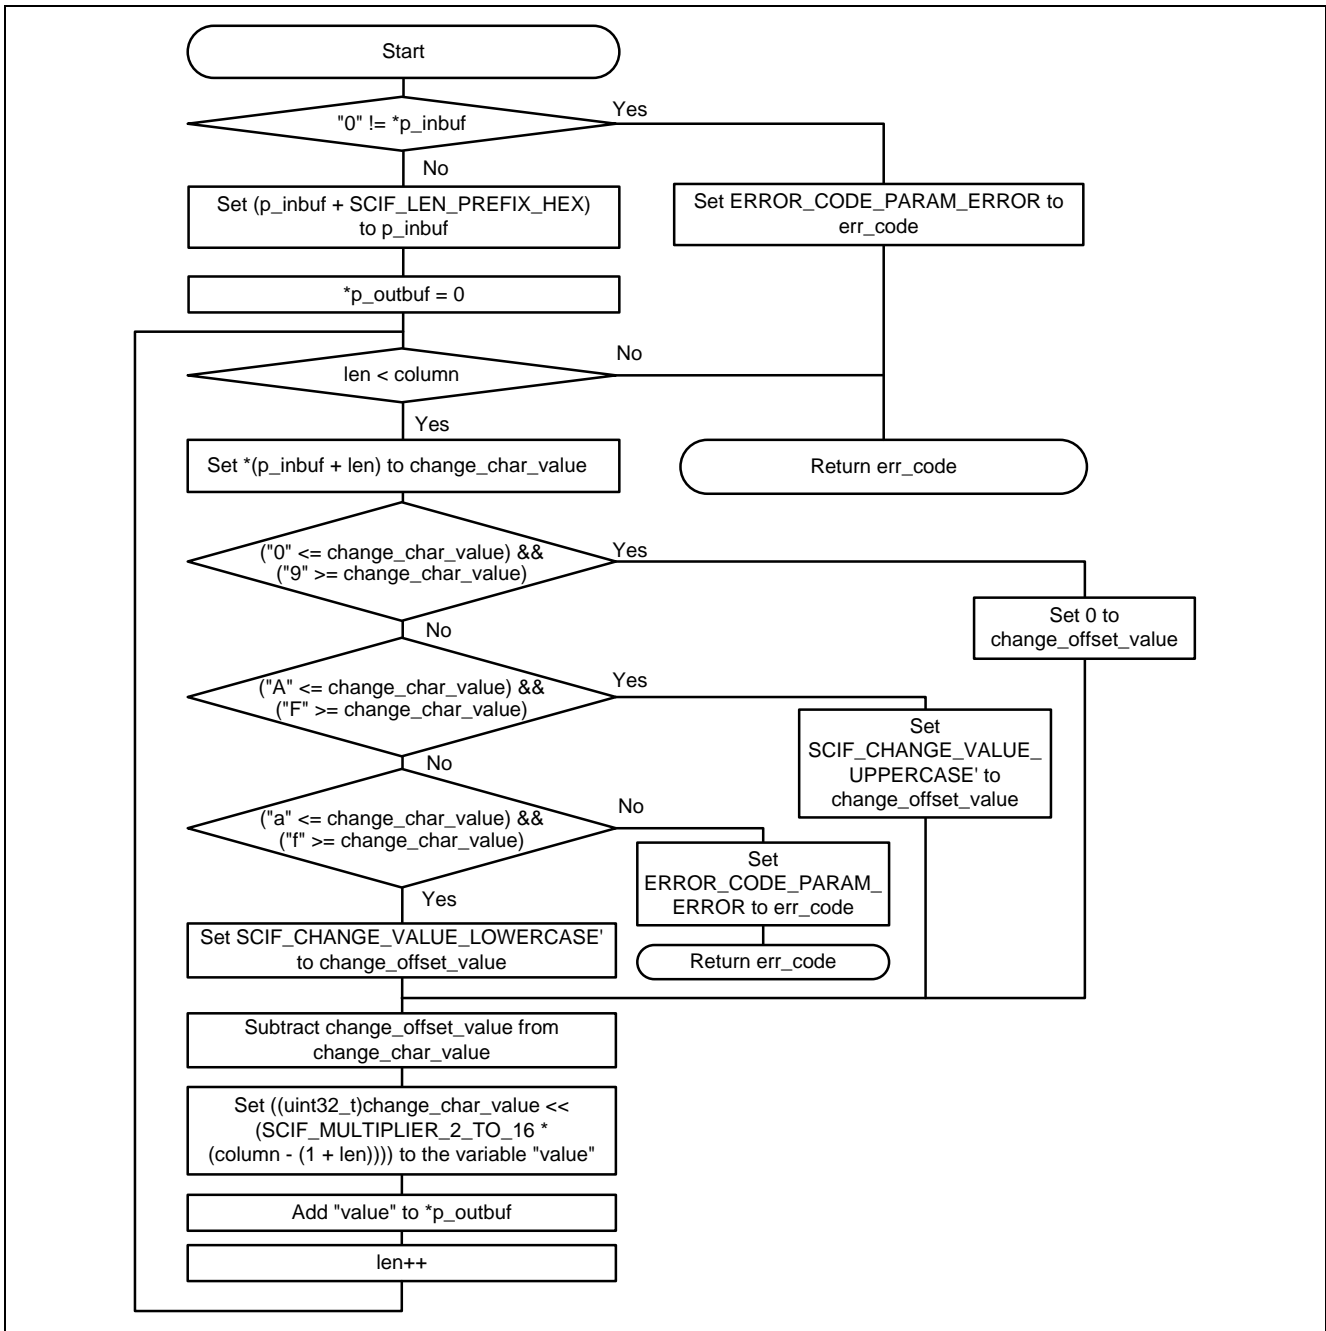 Start
"0" != *p_inbuf
Yes
No
Set (p_inbuf + SCIF_LEN_PREFIX_HEX)
to p_inbuf
Set ERROR_CODE_PARAM_ERROR to
err_code
*p_outbuf = 0
len < column
No
Yes
Set *(p_inbuf + len) to change_char_value
Return err_code
("0" <= change_char_value) &&
("9" >= change_char_value)
Yes
No
Set 0 to
change_offset_value
("A" <= change_char_value) &&
("F" >= change_char_value)
Yes
No
Set
SCIF_CHANGE_VALUE_
UPPERCASE' to
change_offset_value
("a" <= change_char_value) &&
("f" >= change_char_value)
No
Yes
Set
ERROR_CODE_PARAM_
ERROR to err_code
Return err_code
Set SCIF_CHANGE_VALUE_LOWERCASE'
to change_offset_value
Subtract change_offset_value from
change_char_value
Set ((uint32_t)change_char_value <<
(SCIF_MULTIPLIER_2_TO_16 *
(column - (1 + len)))) to the variable "value"
Add "value" to *p_outbuf
len++